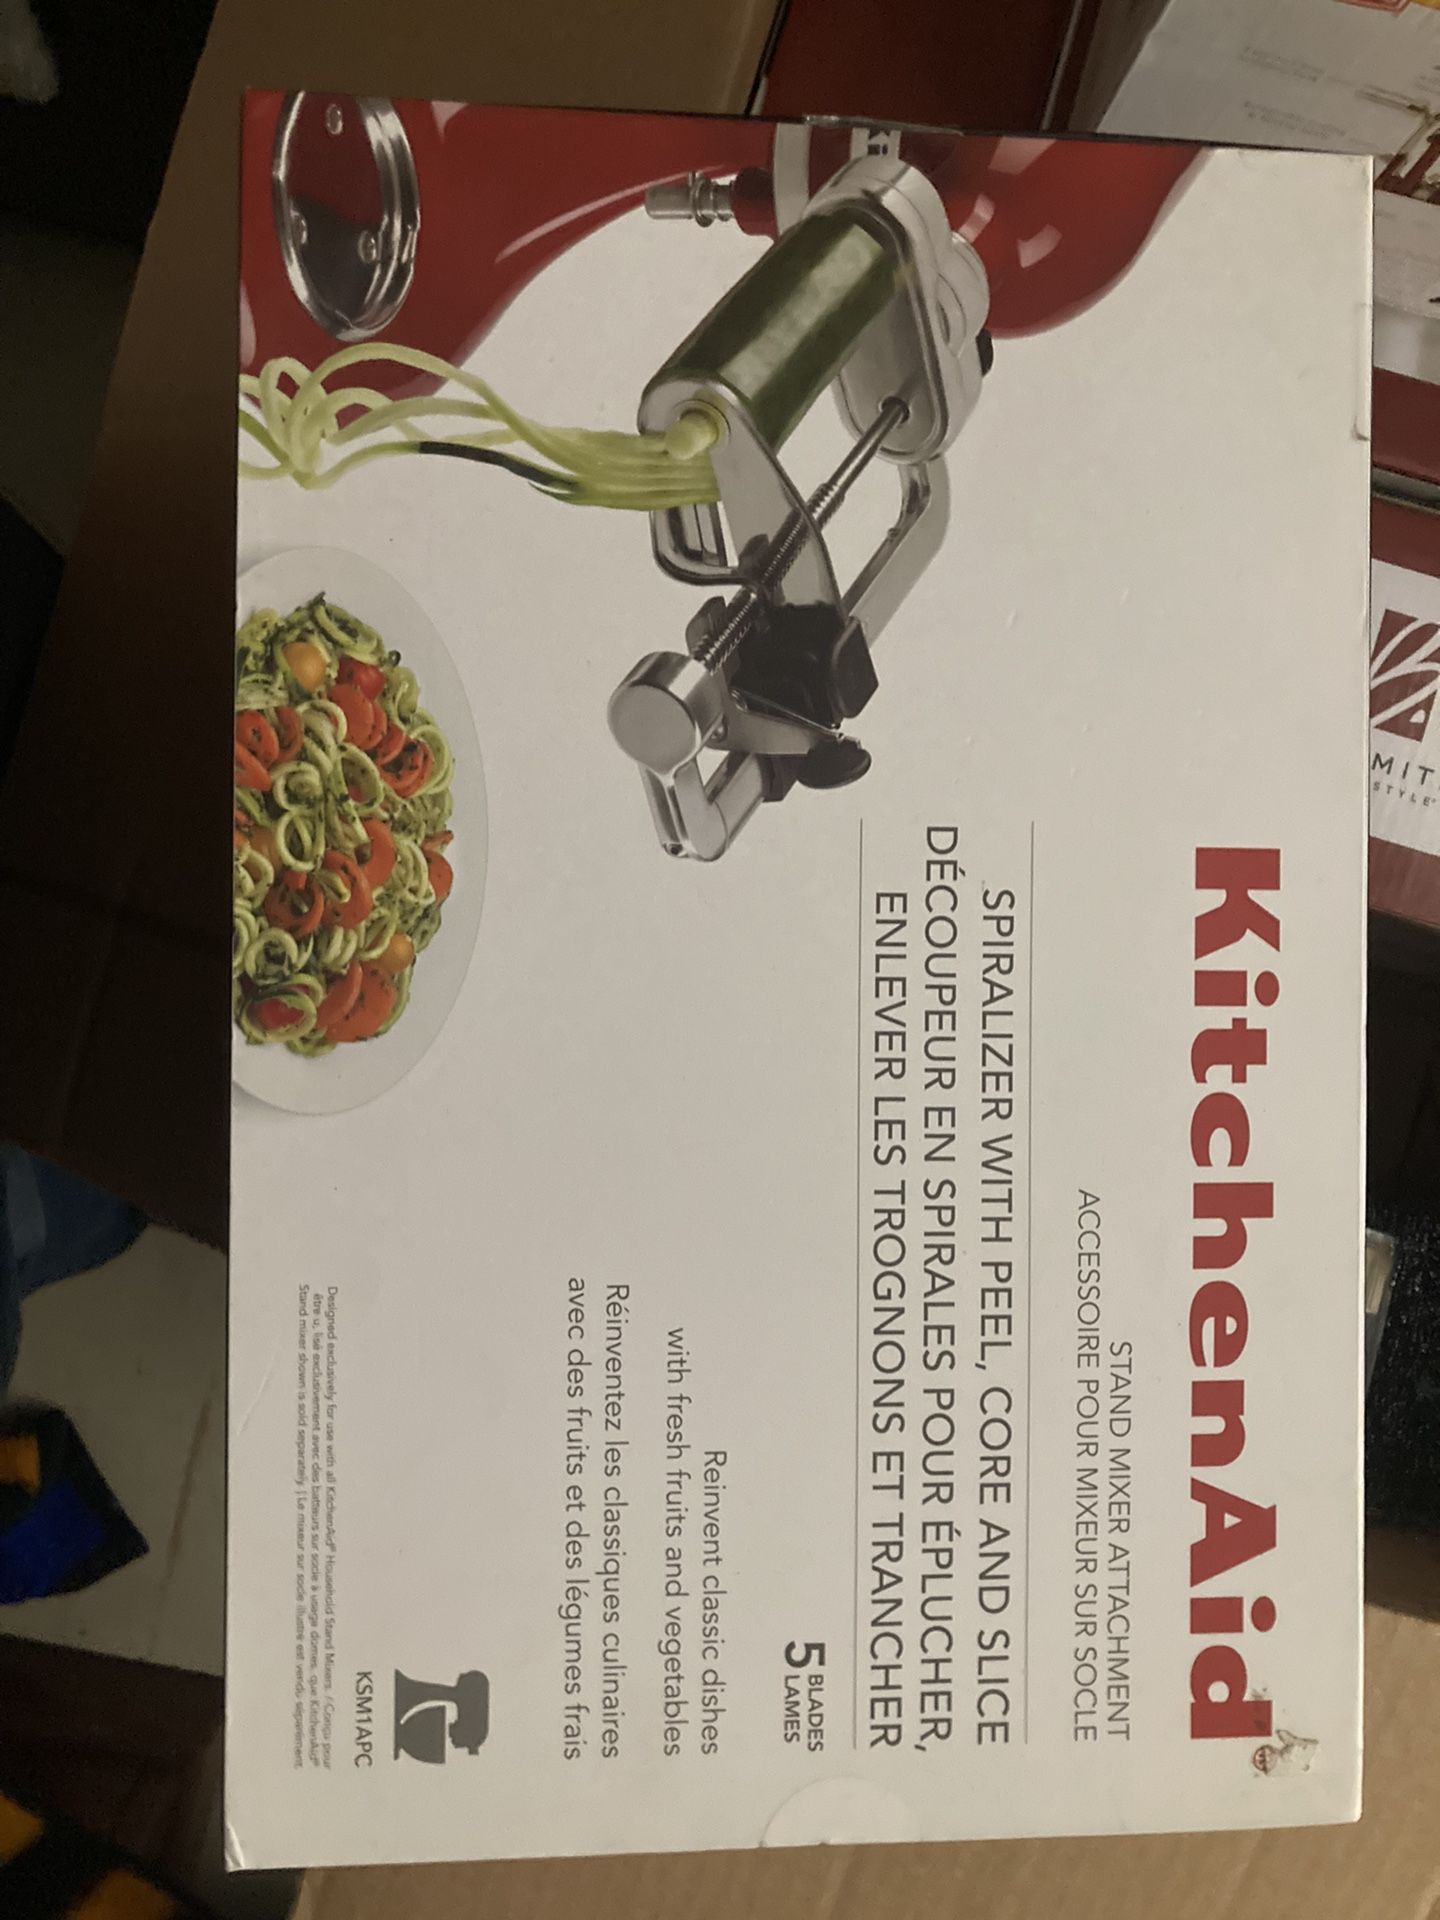 KitchenAid
STAND MIXER ATTACHMENT
ACCESSOIRE POUR MIXEUR SUR SOCLE
SPIRALIZER WITH PEEL, CORE AND SLICE
DÉCOUPEUR EN SPIRALES POUR ÉPLUCHER,
ENLEVER LES TROGNONS ET TRANCHER
5 BLADES
LAMES
Reinvent classic dishes
with fresh fruits and vegetables
Réinventez les classiques culinaires
avec des fruits et des légumes frais
KSM1APC
Designed exclusively for use with all KitchenAid® Household Stand Mixers. / Conçu pour
être u lisé exclusivement avec des batteurs sur socle à usage domes que KitchenAid®
Stand mixer shown is sold separately. | Le mixeur sur socle illustré est vendu séparément.
Ki
MIT
STYLE